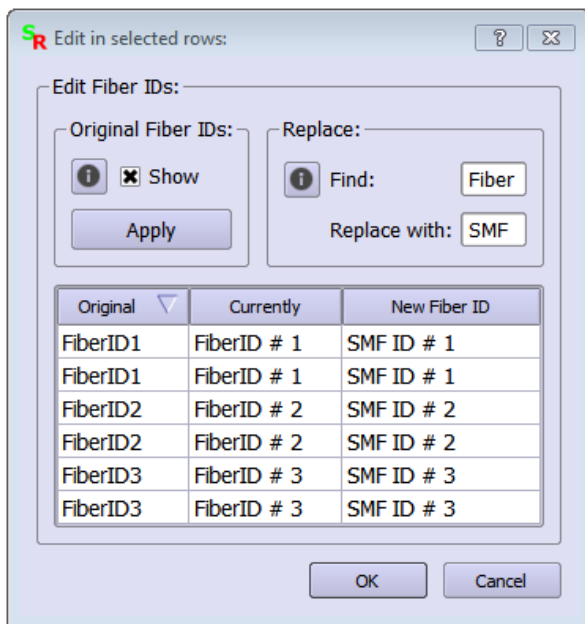 SR Edit in selected rows:
Edit Fiber IDs:
Original Fiber IDs:
Show
Apply
Replace:
Find: Fiber
Replace with: SMF
Original Currently New Fiber ID
FiberID1 FiberID # 1 SMF ID # 1
FiberID1 FiberID # 1 SMF ID # 1
FiberID2 FiberID # 2 SMF ID # 2
FiberID2 FiberID # 2 SMF ID # 2
FiberID3 FiberID # 3 SMF ID # 3
FiberID3 FiberID # 3 SMF ID # 3
OK Cancel